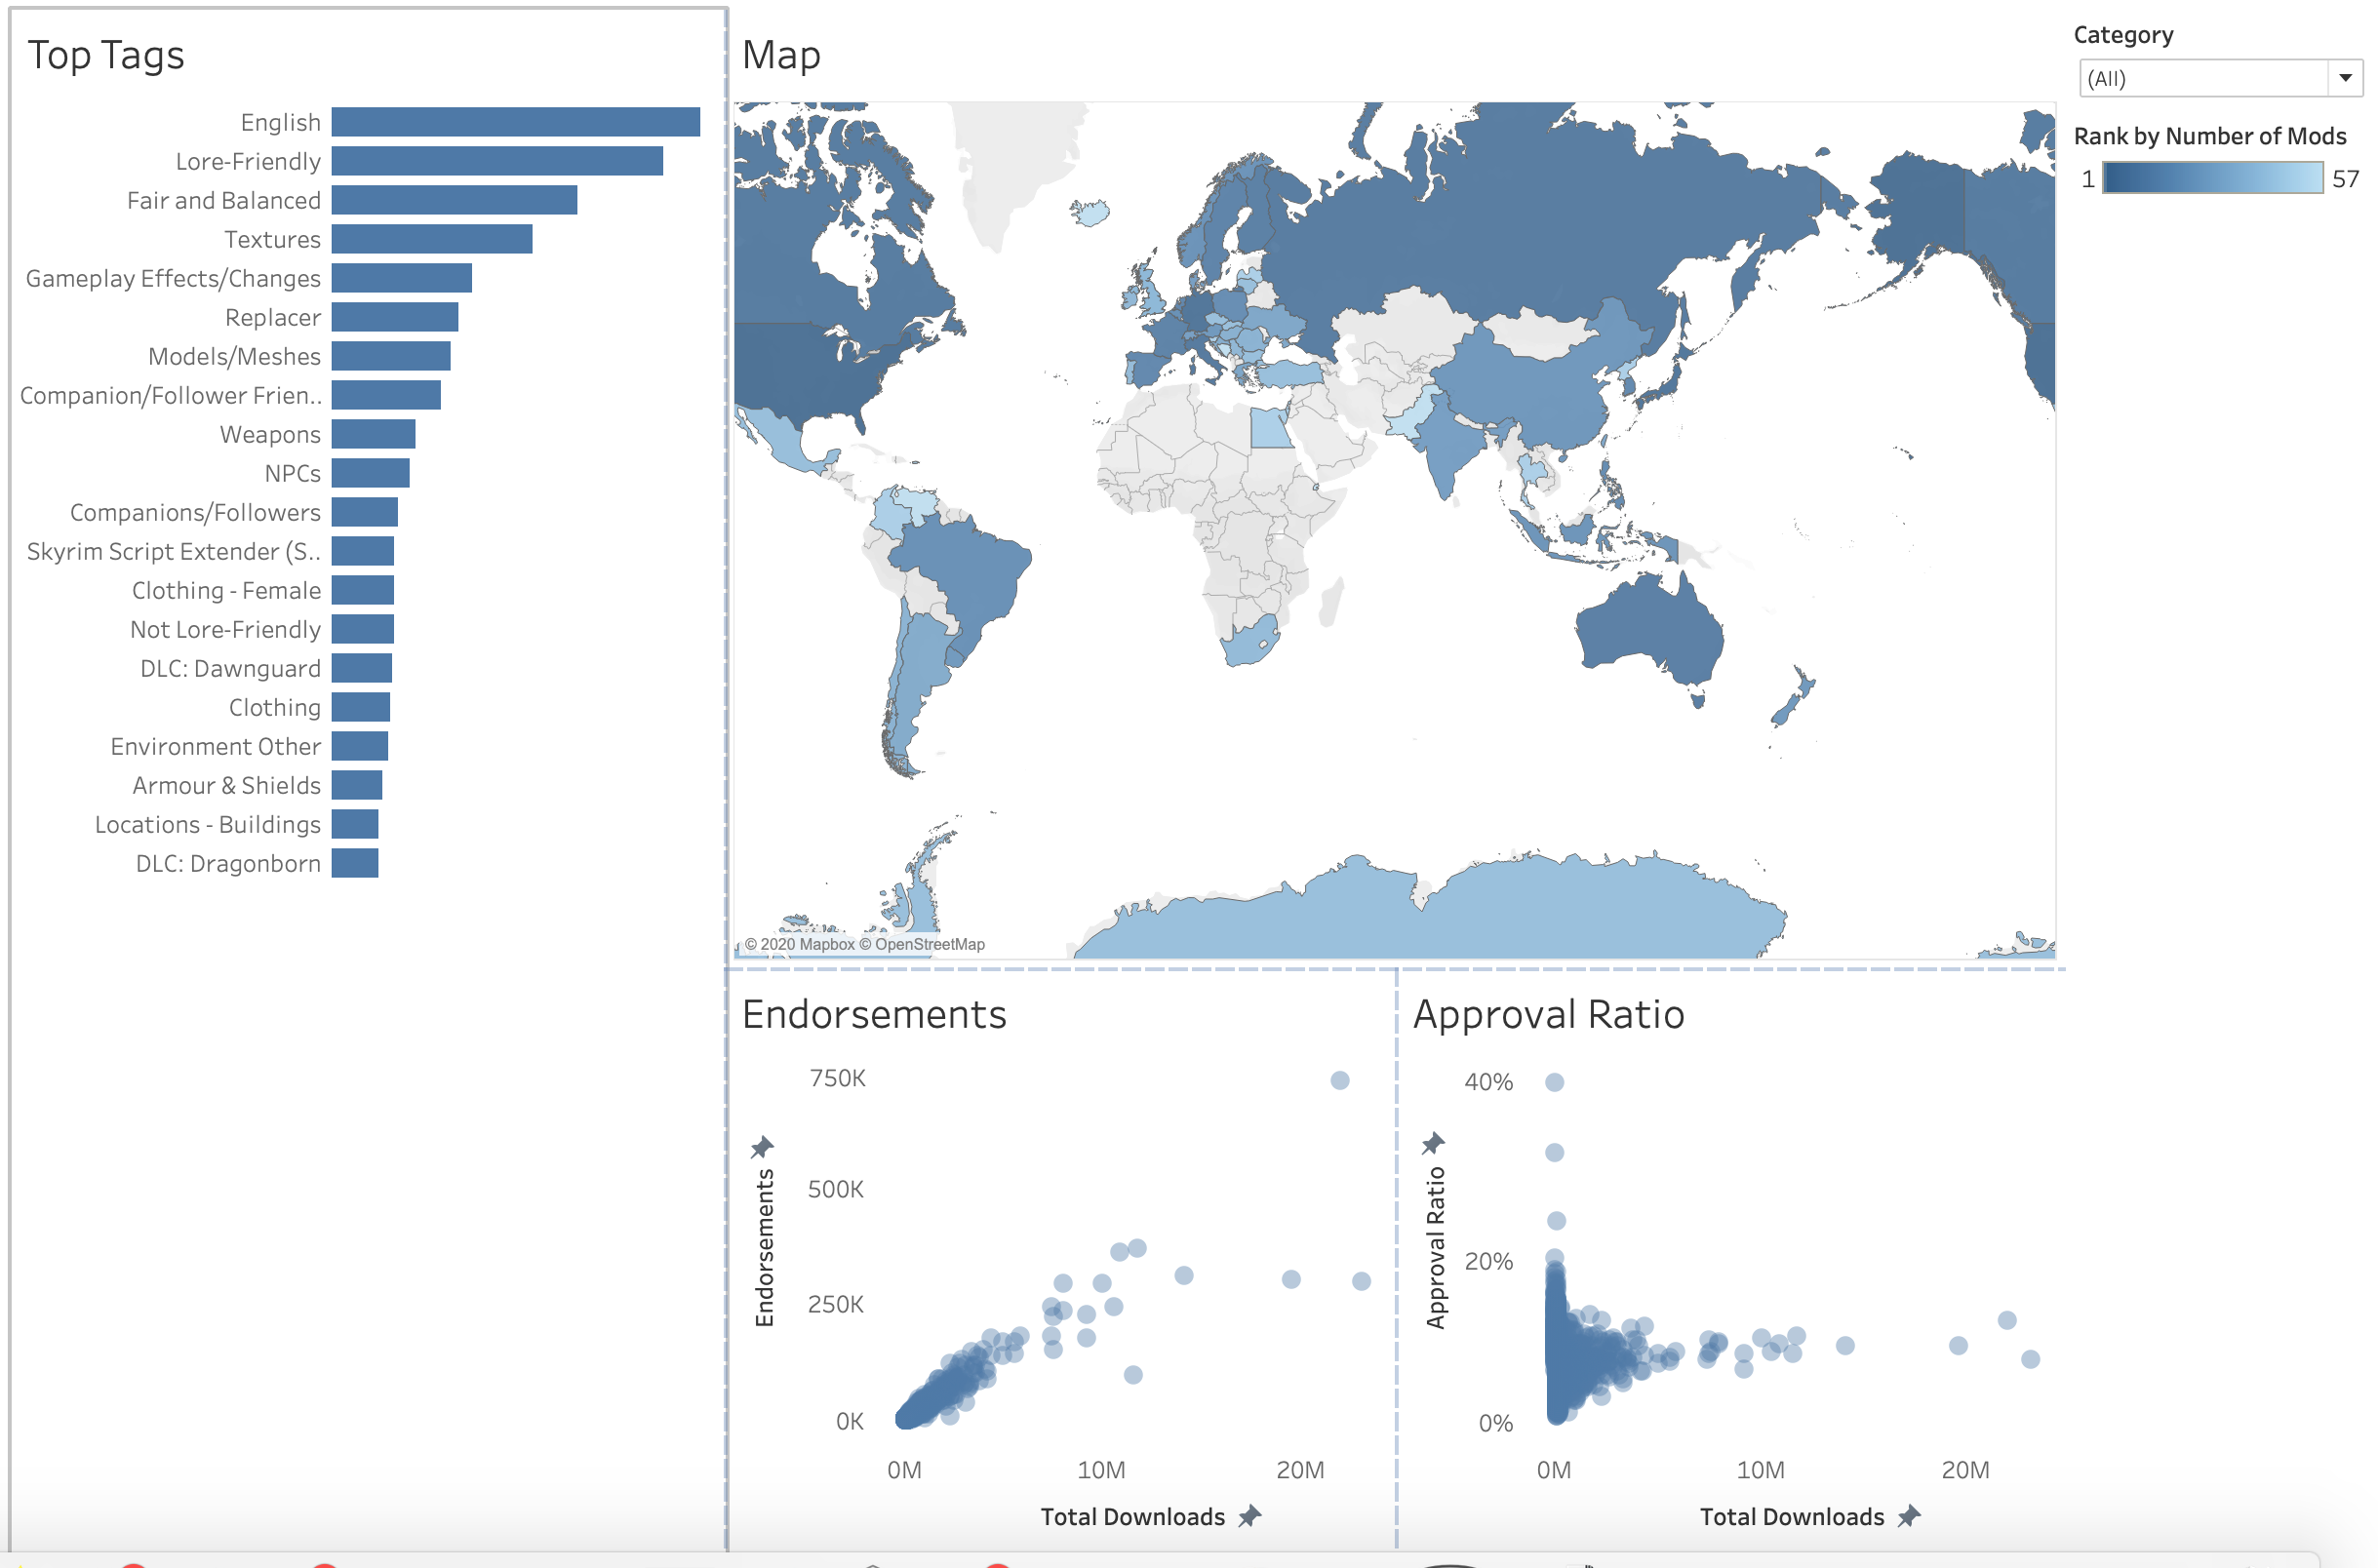 Top Tags
English
Lore-Friendly
Fair and Balanced
Textures
Gameplay Effects/Changes
Replacer
Models/Meshes
Companion/Follower Frien..
Weapons
NPCs
Companions/Followers
Skyrim Script Extender (S..
Clothing - Female
Not Lore-Friendly
DLC: Dawnguard
Clothing
Environment Other
Armour & Shields
Locations - Buildings
DLC: Dragonborn
Map
© 2020 Mapbox © OpenStreetMap
Category
(All)
Rank by Number of Mods
1 57
Endorsements
750K
500K
250K
0K
Endorsements
0M 10M 20M
Total Downloads
Approval Ratio
40%
20%
0%
Approval Ratio
0M 10M 20M
Total Downloads